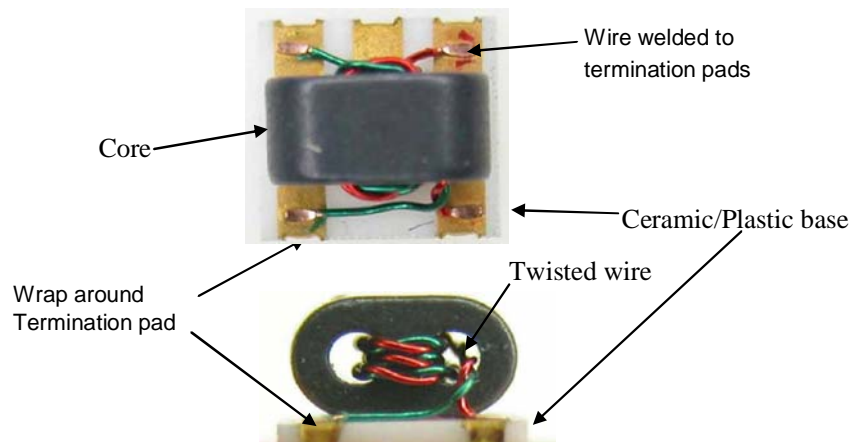 Wire welded to
termination pads
Core
Ceramic/Plastic base
Twisted wire
Wrap around
Termination pad